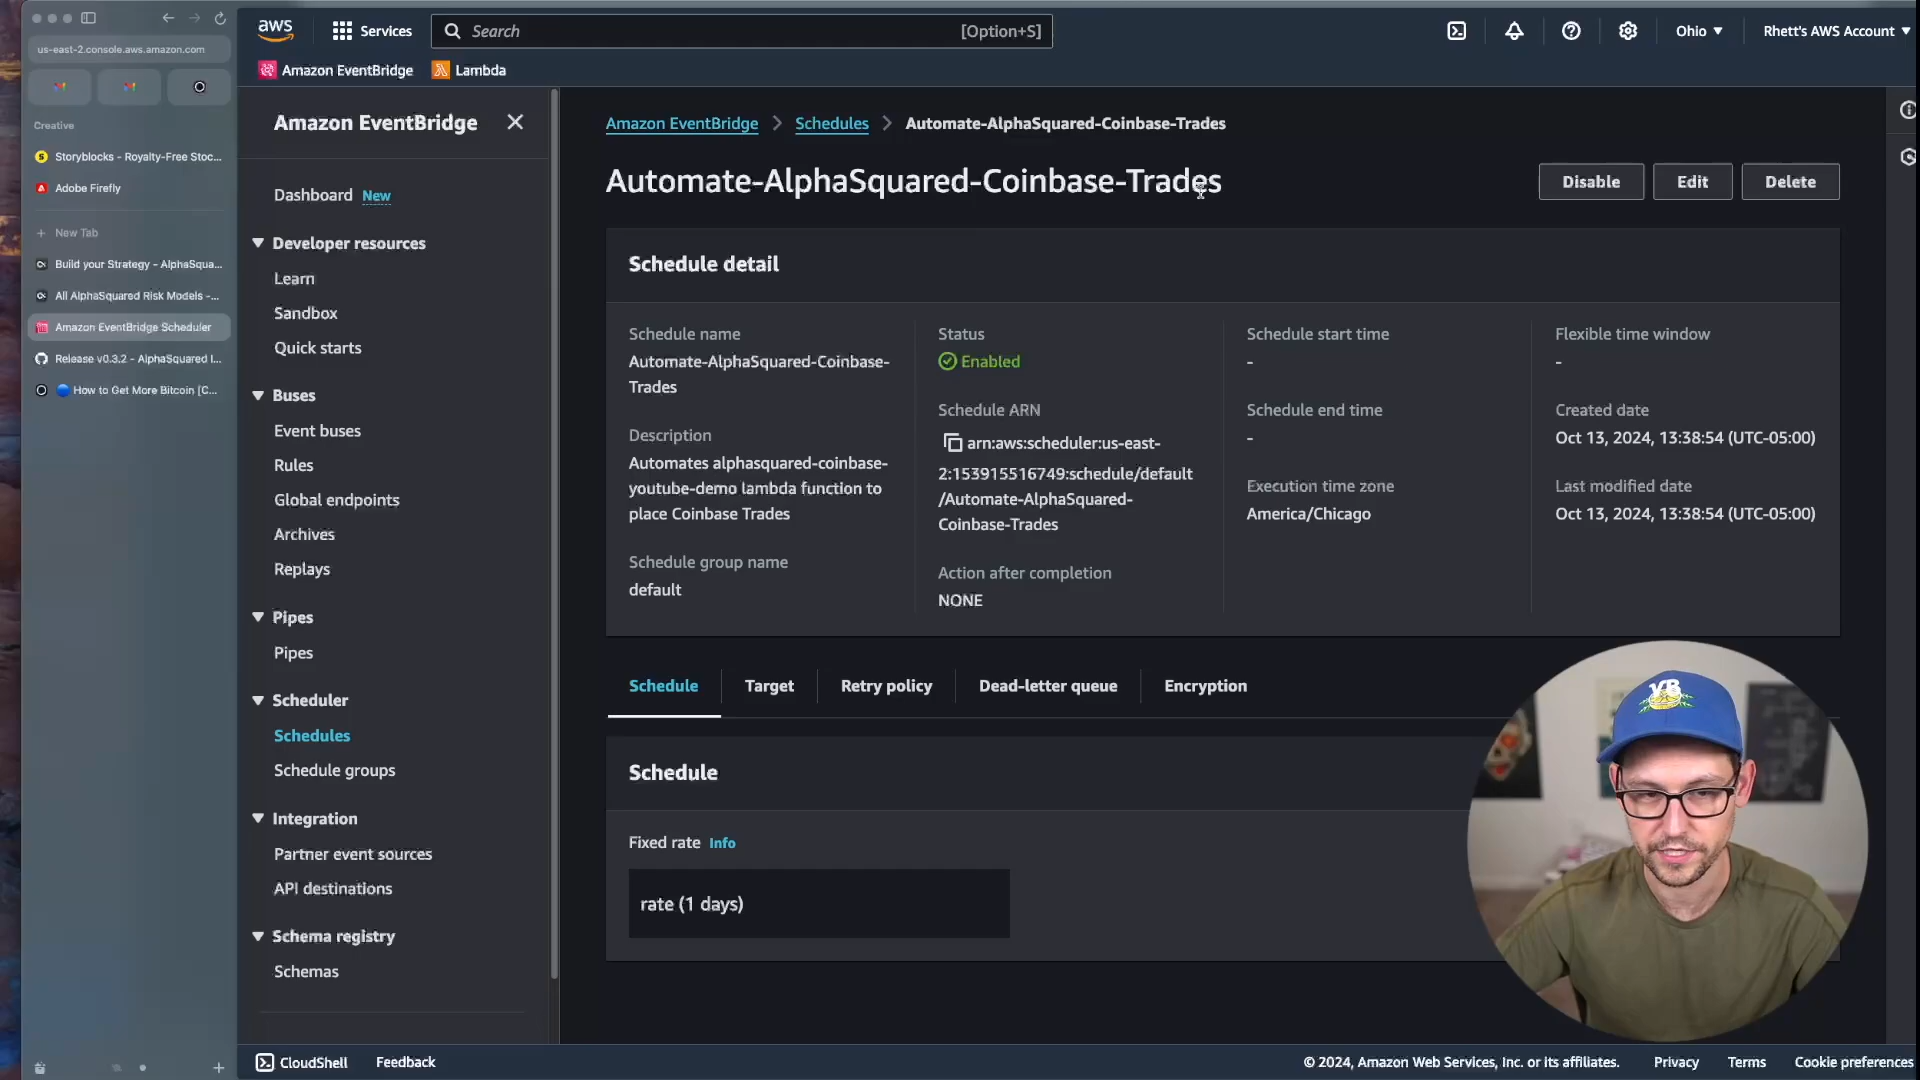 us-east-2.console.aws.amazon.com
Creative
Storyblocks - Royalty-Free Stoc...
Adobe Firefly
New Tab
Build your Strategy - AlphaSqua...
All AlphaSquared Risk Models -...
Amazon EventBridge Scheduler
Release v0.3.2 - AlphaSquared I...
How to Get More Bitcoin [C...
aws
Services
Search
[Option+S]
Ohio
Rhett's AWS Account
Amazon EventBridge
Lambda
Amazon EventBridge
Dashboard New
Developer resources
Learn
Sandbox
Quick starts
Buses
Event buses
Rules
Global endpoints
Archives
Replays
Pipes
Pipes
Scheduler
Schedules
Schedule groups
Integration
Partner event sources
API destinations
Schema registry
Schemas
Amazon EventBridge
Schedules
Automate-AlphaSquared-Coinbase-Trades
Automate-AlphaSquared-Coinbase-Trades
Disable
Edit
Delete
Schedule detail
Schedule name
Automate-AlphaSquared-Coinbase-
Trades
Description
Automates alphasquared-coinbase-
youtube-demo lambda function to
place Coinbase Trades
Schedule group name
default
Status
Enabled
Schedule ARN
arn:aws:scheduler:us-east-
2:153915516749:schedule/default
/Automate-AlphaSquared-
Coinbase-Trades
Action after completion
NONE
Schedule start time
-
Schedule end time
-
Execution time zone
America/Chicago
Flexible time window
-
Created date
Oct 13, 2024, 13:38:54 (UTC-05:00)
Last modified date
Oct 13, 2024, 13:38:54 (UTC-05:00)
Schedule
Target
Retry policy
Dead-letter queue
Encryption
Schedule
Fixed rate Info
rate (1 days)
YB
CloudShell
Feedback
© 2024, Amazon Web Services, Inc. or its affiliates.
Privacy
Terms
Cookie preferences